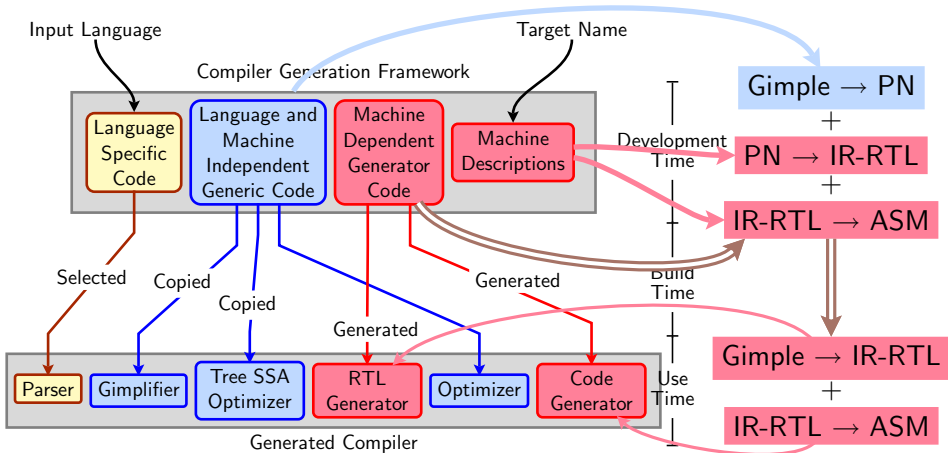 Input Language
Target Name
Compiler Generation Framework
Language
Specific
Code
Language and
Machine
Independent
Generic Code
Machine
Dependent
Generator
Code
Machine
Descriptions
Development
Time
Gimple → PN
+
PN → IR-RTL
+
IR-RTL → ASM
Selected
Copied
Copied
Generated
Generated
Build
Time
Parser
Gimplifier
Tree SSA
Optimizer
RTL
Generator
Optimizer
Code
Generator
Use
Time
Gimple → IR-RTL
+
IR-RTL → ASM
Generated Compiler